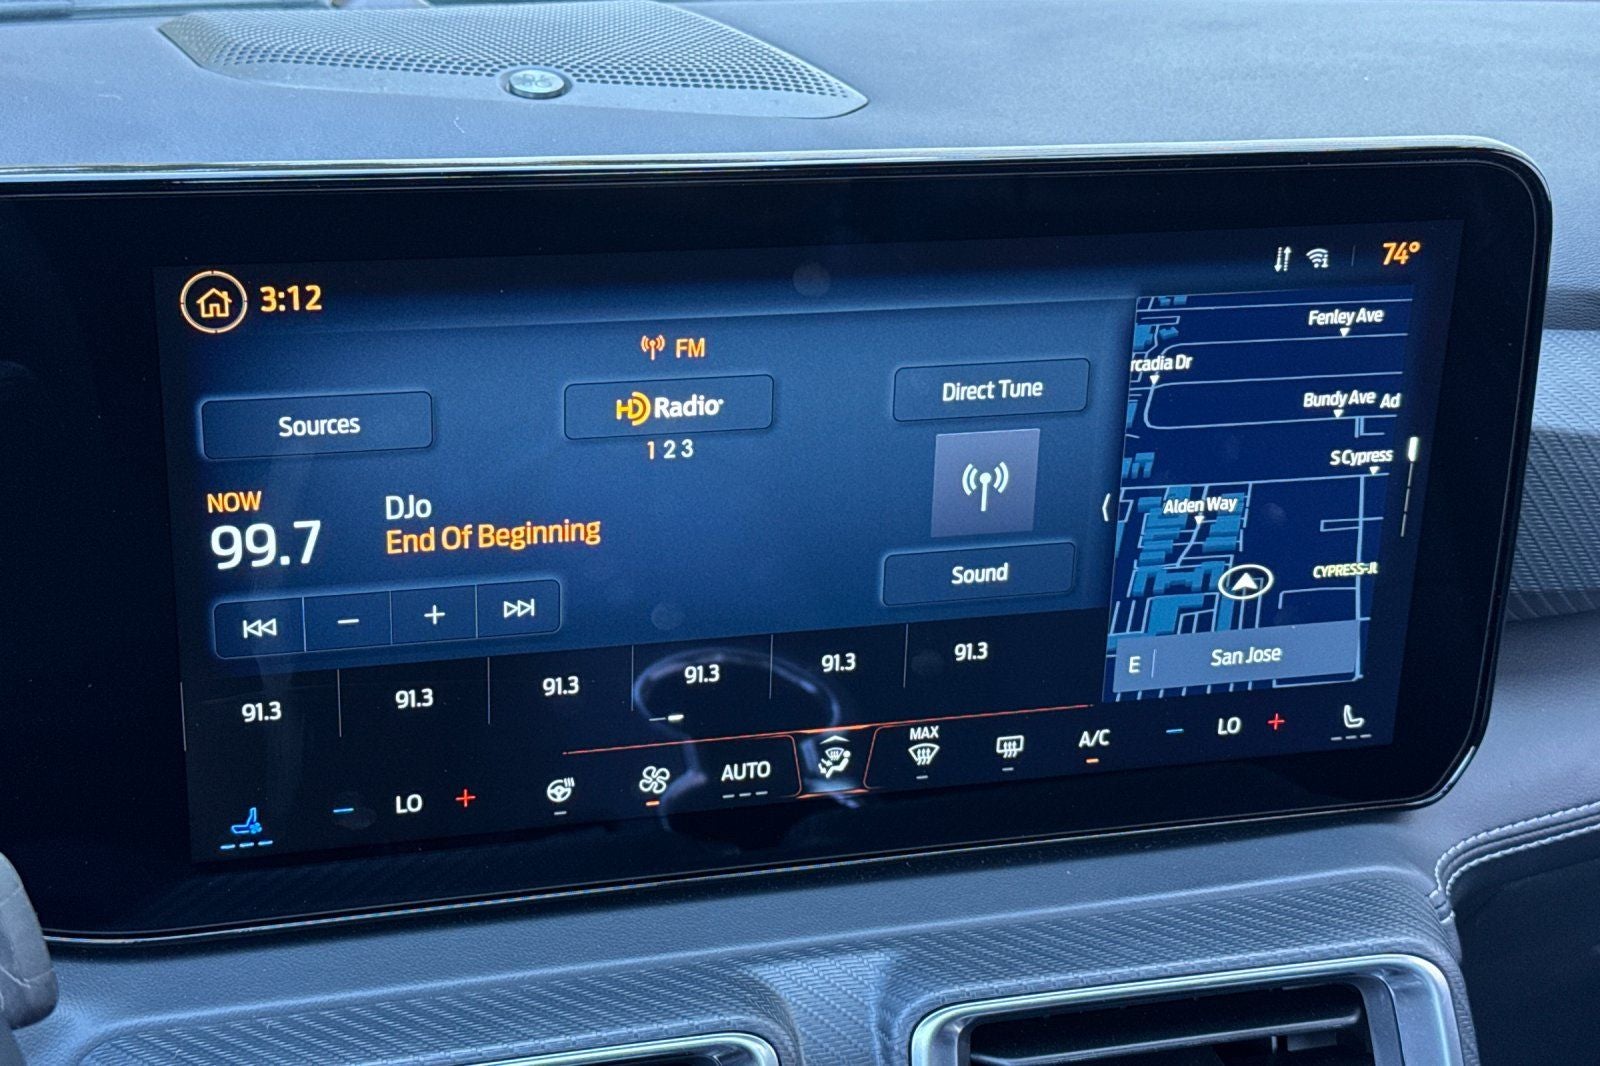 3:12
74°
FM
Sources
HD Radio
Direct Tune
1 2 3
NOW
99.7
DJo
End Of Beginning
Sound
91.3
91.3
91.3
91.3
91.3
91.3
Fenley Ave
rcadia Dr
Bundy Ave
Ad
S Cypress
Alden Way
CYPRESS-Jt
E
San Jose
LO
AUTO
MAX
A/C
LO